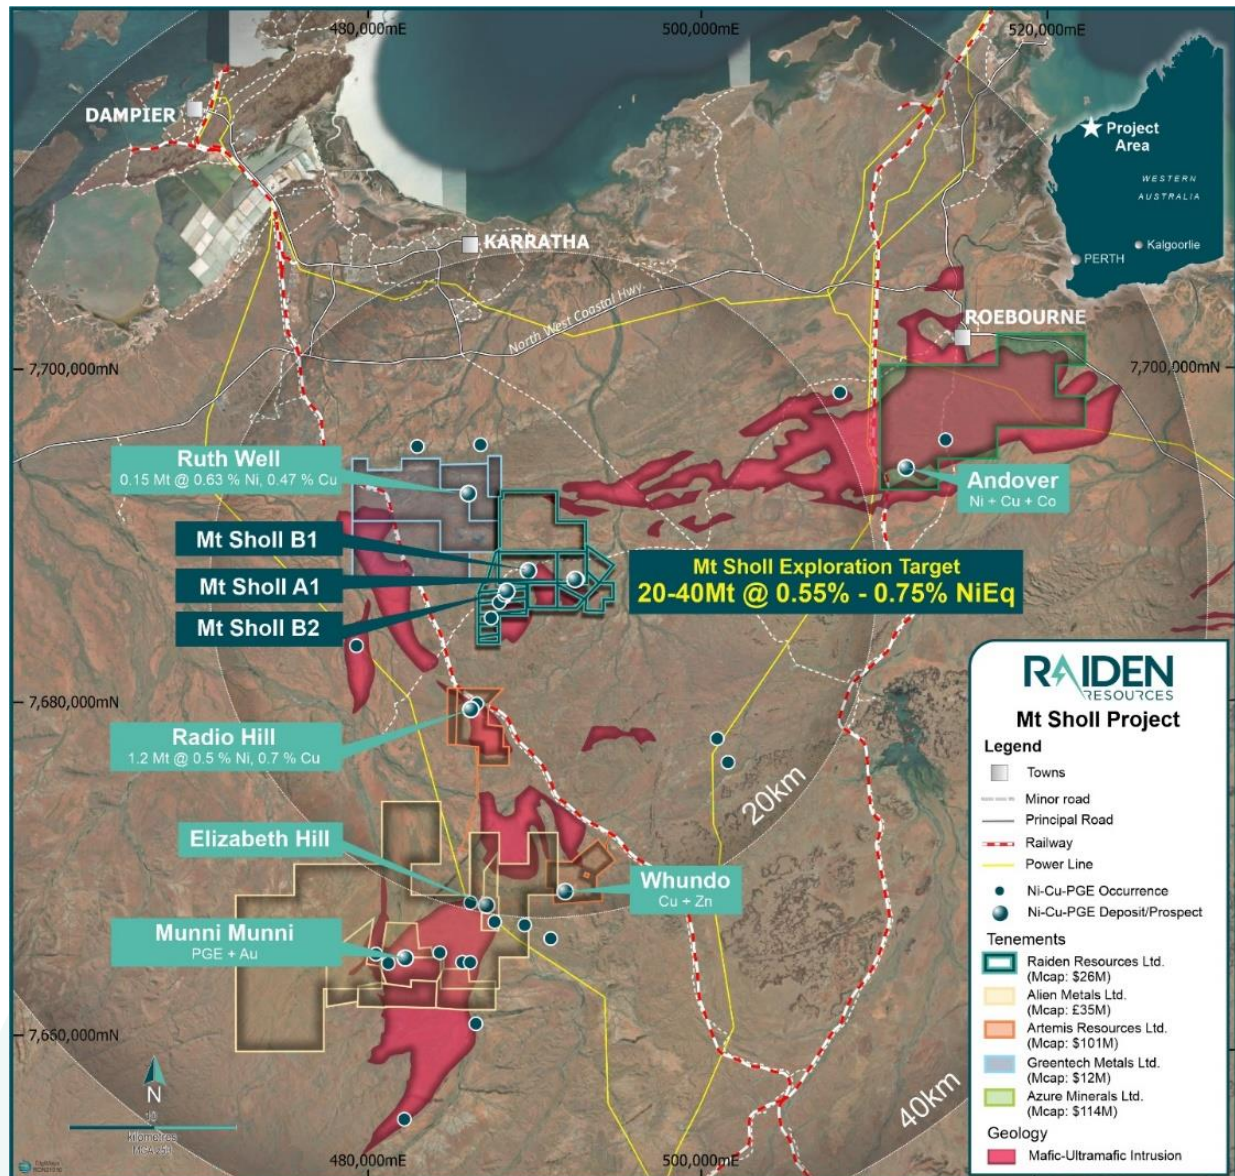 480,000mE
500,000mE
520,000mE
DAMPIER
Project
Area
WESTERN
AUSTRALIA
Kalgoorlie
PERTH
KARRATHA
North West Coastal Hwy.
ROEBOURNE
7,700,000mN
7,700,000mN
Ruth Well
0.15 Mt @ 0.63 % Ni, 0.47 % Cu
Andover
Ni + Cu + Co
Mt Sholl B1
Mt Sholl A1
Mt Sholl B2
Mt Sholl Exploration Target
20-40Mt @ 0.55% - 0.75% NiEq
7,680,000mN
Radio Hill
1.2 Mt @ 0.5 % Ni, 0.7 % Cu
20km
Elizabeth Hill
Whundo
Cu + Zn
Munni Munni
PGE + Au
7,660,000mN
40km
N
10
kilometres
480,000mE
500,000mE
RAIDEN
RESOURCES
Mt Sholl Project
Legend
Towns
Minor road
Principal Road
Railway
Power Line
Ni-Cu-PGE Occurrence
Ni-Cu-PGE Deposit/Prospect
Tenements
Raiden Resources Ltd.
(Mcap: $26M)
Alien Metals Ltd.
(Mcap: £35M)
Artemis Resources Ltd.
(Mcap: $101M)
Greentech Metals Ltd.
(Mcap: $12M)
Azure Minerals Ltd.
(Mcap: $114M)
Geology
Mafic-Ultramafic Intrusion